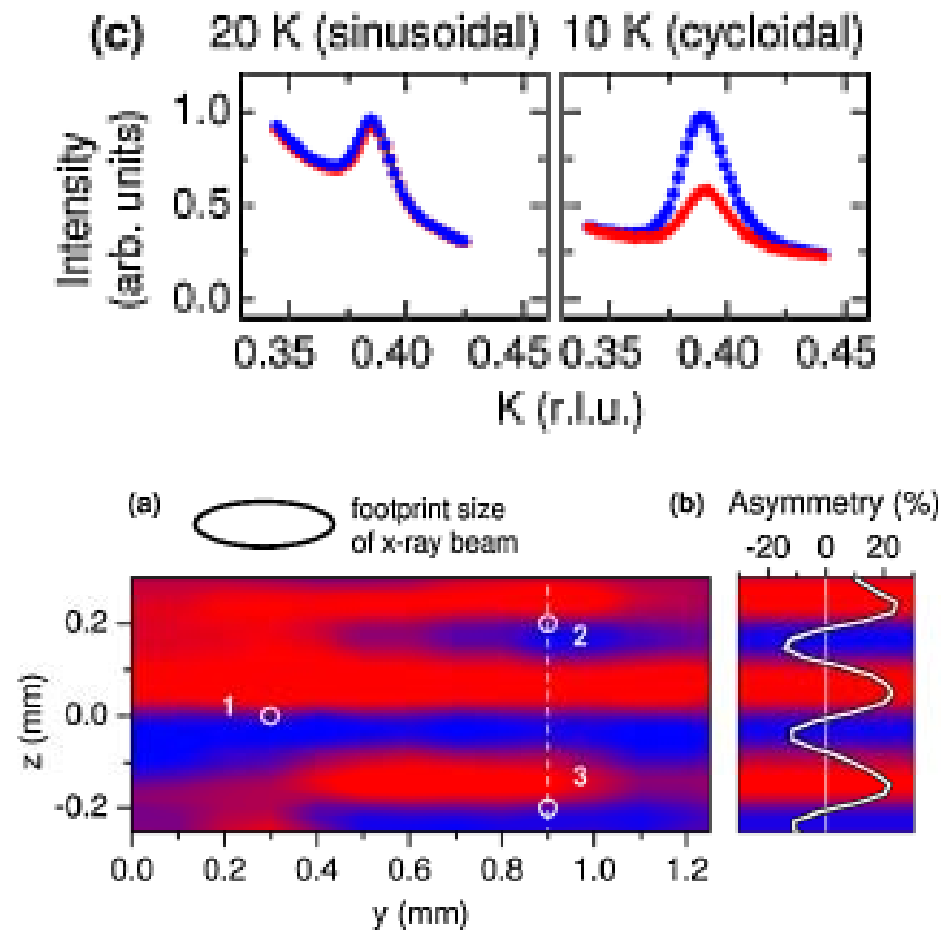 (c) 20 K (sinusoidal) 10 K (cycloidal)
Intensity
(arb. units)
1.0
0.5
0.0
0.35 0.40 0.45 0.35 0.40 0.45
K (r.l.u.)
(a) footprint size
of x-ray beam
(b) Asymmetry (%)
-20 0 20
z (mm)
0.2
0.0
-0.2
1
2
3
0.0 0.2 0.4 0.6 0.8 1.0 1.2
y (mm)